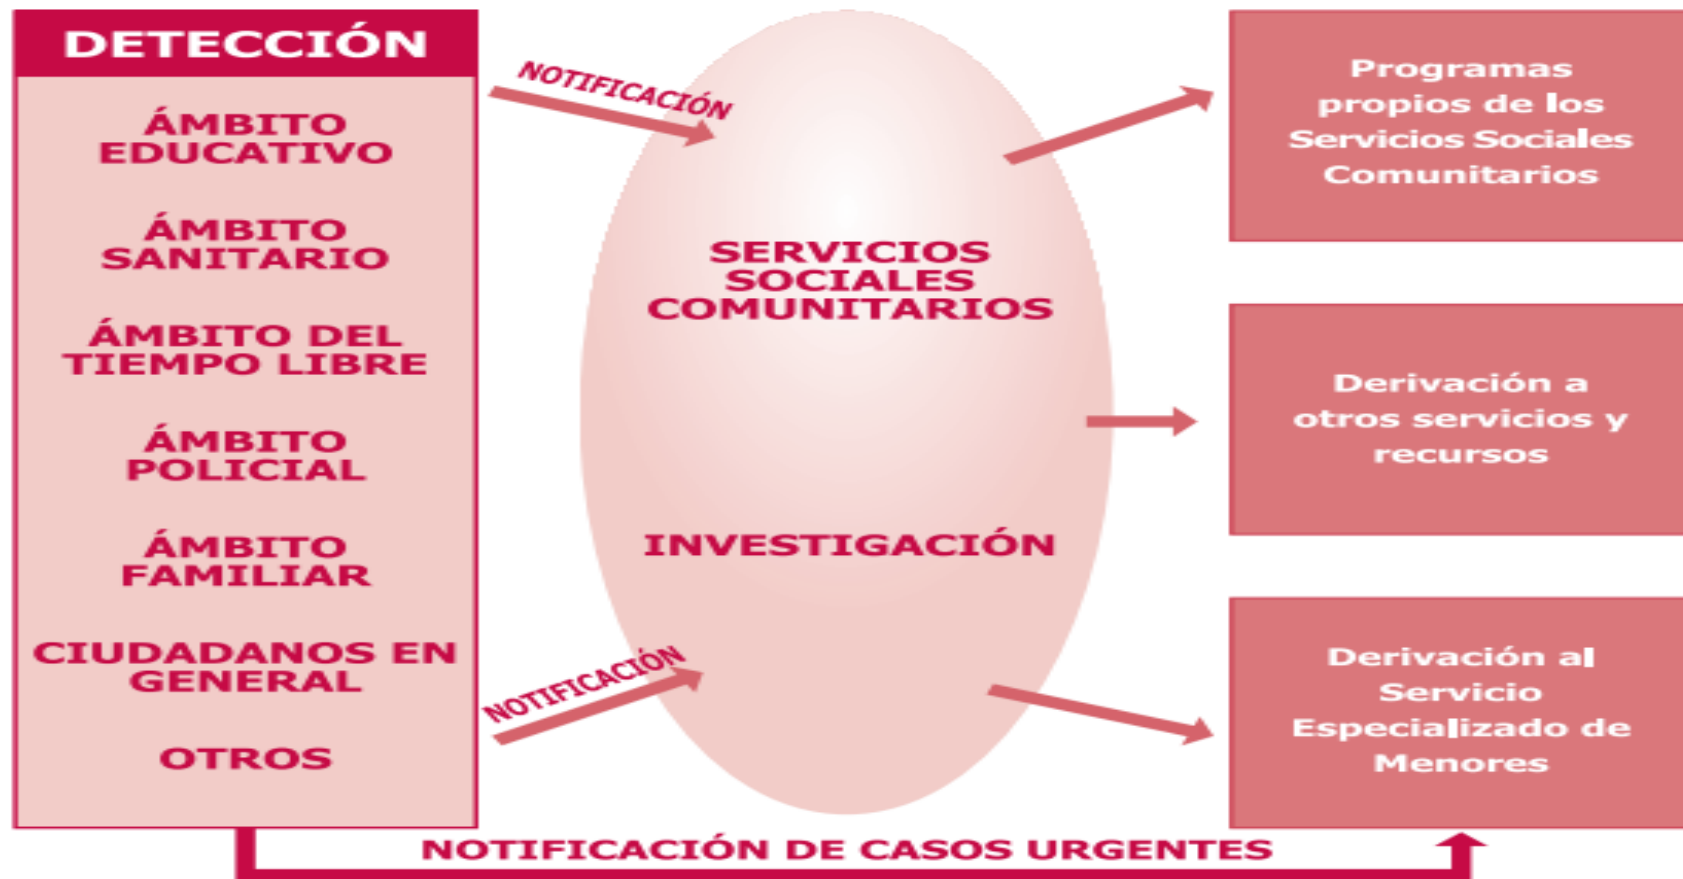 DETECCIÓN
ÁMBITO
EDUCATIVO
ÁMBITO
SANITARIO
ÁMBITO DEL
TIEMPO LIBRE
ÁMBITO
POLICIAL
ÁMBITO
FAMILIAR
CIUDADANOS EN
GENERAL
OTROS
NOTIFICACIÓN
NOTIFICACIÓN
SERVICIOS
SOCIALES
COMUNITARIOS
INVESTIGACIÓN
Programas
propios de los
Servicios Sociales
Comunitarios
Derivación a
otros servicios y
recursos
Derivación al
Servicio
Especializado de
Menores
NOTIFICACIÓN DE CASOS URGENTES